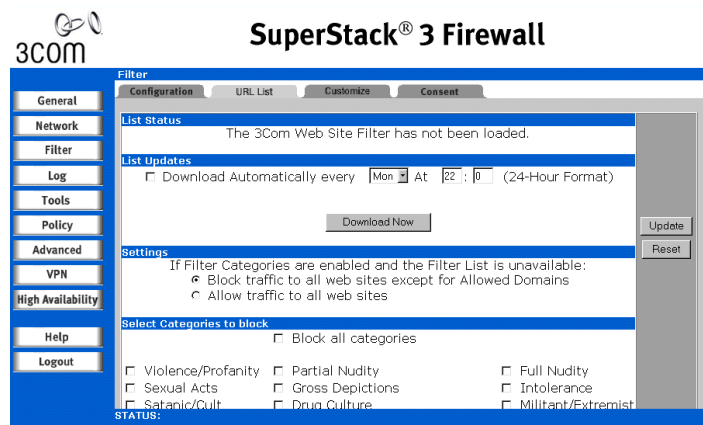 3COM
SuperStack® 3 Firewall
Filter
Configuration URL List Customize Consent
General
Network
Filter
Log
Tools
Policy
Advanced
VPN
High Availability
Help
Logout
List Status
The 3Com Web Site Filter has not been loaded.
List Updates
Download Automatically every Mon At 22 : 0 (24-Hour Format)
Download Now
Update
Reset
Settings
If Filter Categories are enabled and the Filter List is unavailable:
Block traffic to all web sites except for Allowed Domains
Allow traffic to all web sites
Select Categories to block
Block all categories
Violence/Profanity Partial Nudity Full Nudity
Sexual Acts Gross Depictions Intolerance
Satanic/Cult Drug Culture Militant/Extremist
STATUS: